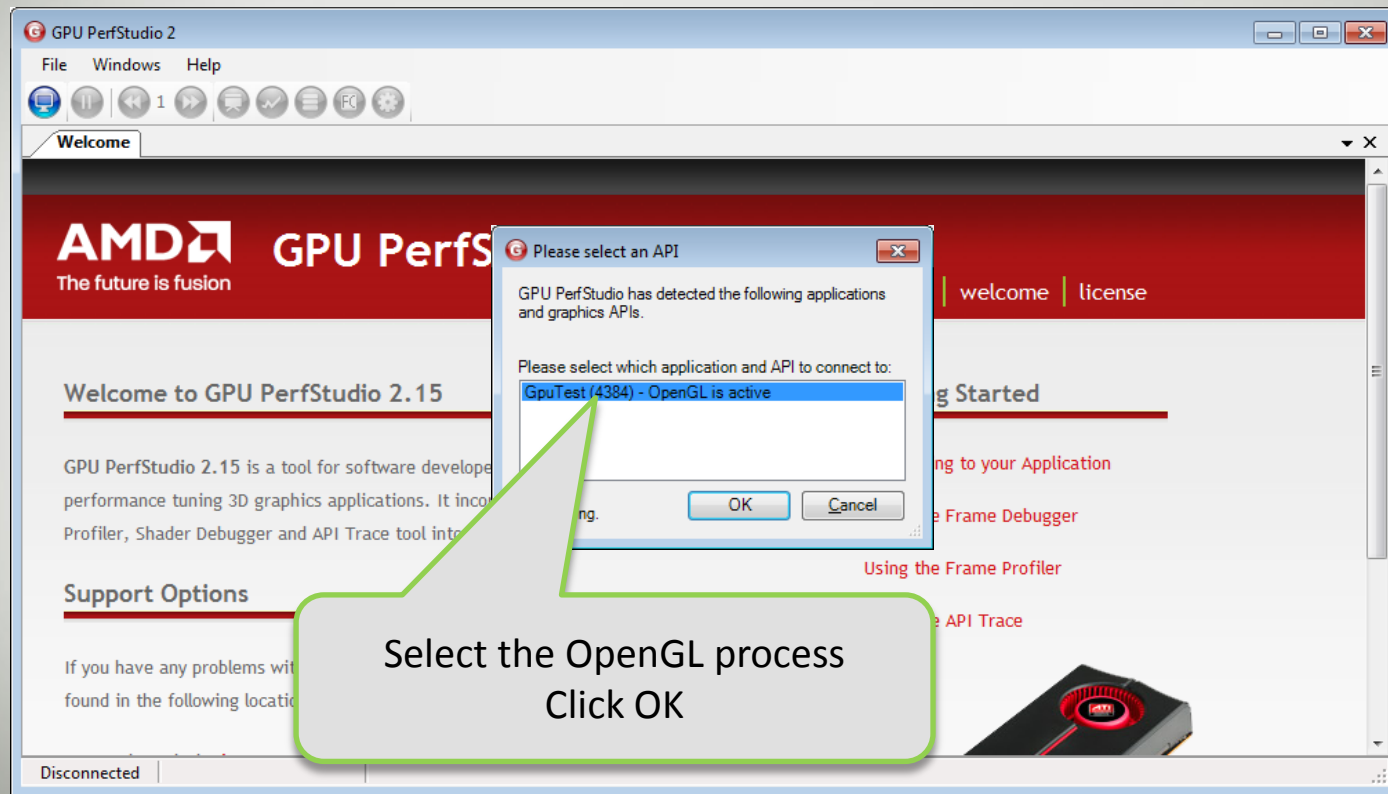 GPU PerfStudio 2
File Windows Help
1 FC
Welcome
AMD GPU PerfS
The future is fusion
welcome license
Please select an API
GPU PerfStudio has detected the following applications
and graphics APIs.
Please select which application and API to connect to:
GpuTest (4384) - OpenGL is active
ng.
OK Cancel
Welcome to GPU PerfStudio 2.15
g Started
GPU PerfStudio 2.15 is a tool for software develope
performance tuning 3D graphics applications. It inco
Profiler, Shader Debugger and API Trace tool into
ng to your Application
e Frame Debugger
Using the Frame Profiler
e API Trace
Support Options
If you have any problems wit
found in the following locatio
Select the OpenGL process
Click OK
ATI
Disconnected